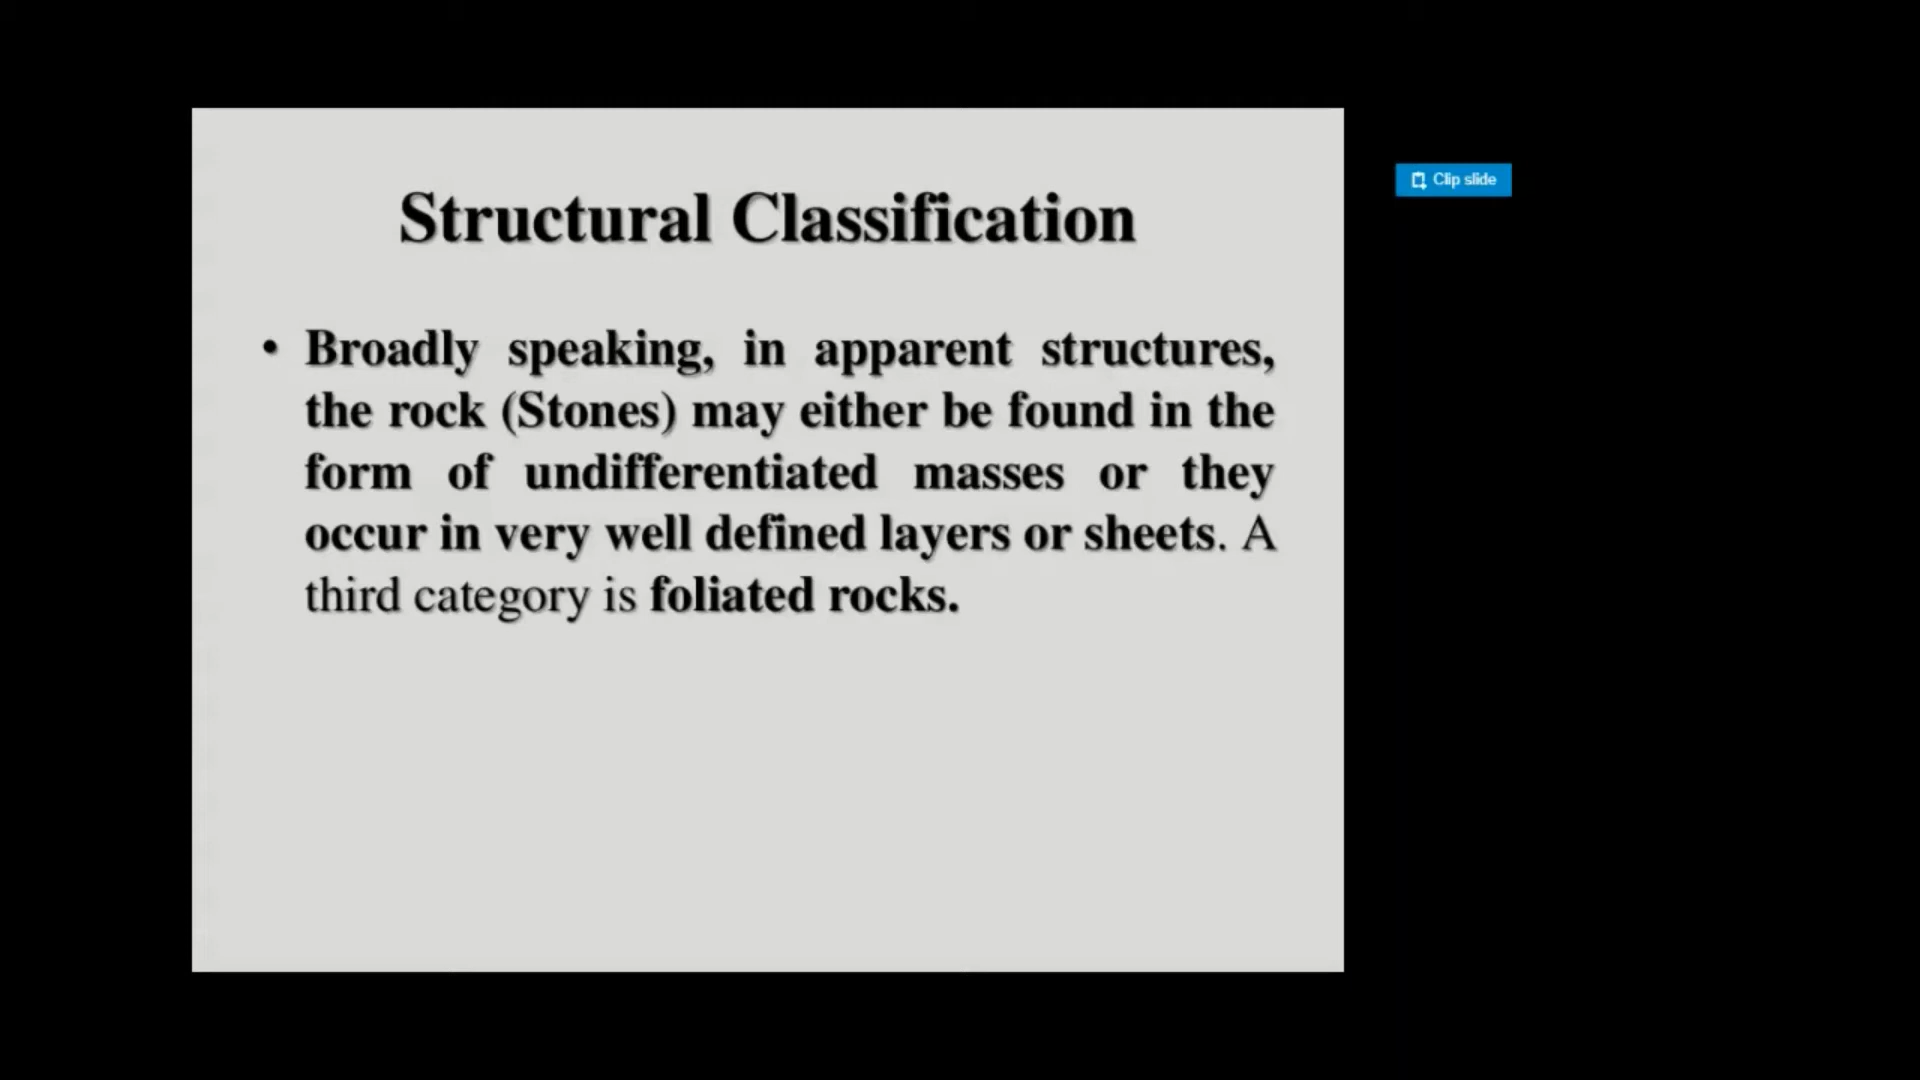 Structural Classification
Clip slide
• Broadly speaking, in apparent structures,
the rock (Stones) may either be found in the
form of undifferentiated masses or they
occur in very well defined layers or sheets. A
third category is foliated rocks.